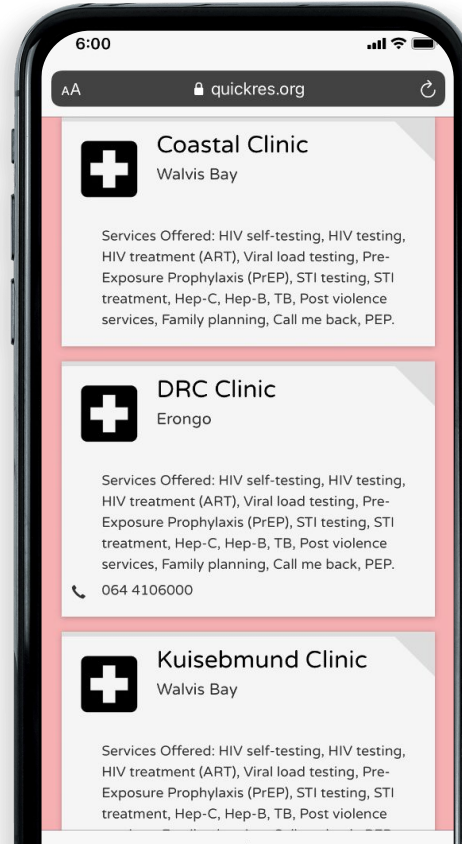 6:00
AA quickres.org
Coastal Clinic
Walvis Bay
Services Offered: HIV self-testing, HIV testing,
HIV treatment (ART), Viral load testing, Pre-
Exposure Prophylaxis (PrEP), STI testing, STI
treatment, Hep-C, Hep-B, TB, Post violence
services, Family planning, Call me back, PEP.
DRC Clinic
Erongo
Services Offered: HIV self-testing, HIV testing,
HIV treatment (ART), Viral load testing, Pre-
Exposure Prophylaxis (PrEP), STI testing, STI
treatment, Hep-C, Hep-B, TB, Post violence
services, Family planning, Call me back, PEP.
064 4106000
Kuisebmund Clinic
Walvis Bay
Services Offered: HIV self-testing, HIV testing,
HIV treatment (ART), Viral load testing, Pre-
Exposure Prophylaxis (PrEP), STI testing, STI
treatment, Hep-C, Hep-B, TB, Post violence